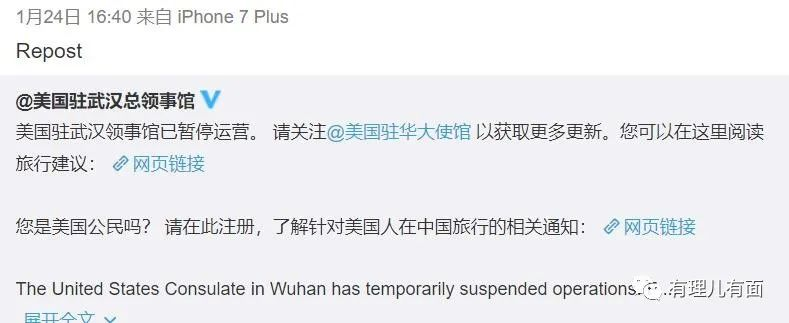 1月24日 16:40 来自 iPhone 7 Plus
Repost
@美国驻武汉总领事馆
美国驻武汉领事馆已暂停运营。 请关注@美国驻华大使馆 以获取更多更新。您可以在这里阅读
旅行建议： 网页链接
您是美国公民吗？ 请在此注册，了解针对美国人在中国旅行的相关通知： 网页链接
The United States Consulate in Wuhan has temporarily suspended operations.
有理儿有面
展开全文